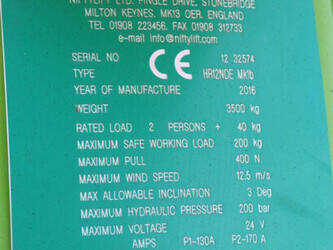 NIFTYLIFT LTD. FINGLE DRIVE, STONEBRIDGE
MILTON KEYNES. MK13 OER. ENGLAND
TEL O1908 223456. FAX O1908 312733
e-mail info@niftylift.com
SERIAL NO CE 12 32574
TYPE HR12NDE Mk1b
YEAR OF MANUFACTURE 2016
WEIGHT 3500 kg
RATED LOAD 2 PERSONS + 40 kg
MAXIMUM SAFE WORKING LOAD 200 kg
MAXIMUM PULL 400 N
MAXIMUM WIND SPEED 12.5 m/s
MAX ALLOWABLE INCLINATION 3 Deg
MAXIMUM HYDRAULIC PRESSURE 200 bar
MAXIMUM VOLTAGE 24 V
AMPS P1-130A P2-170 A